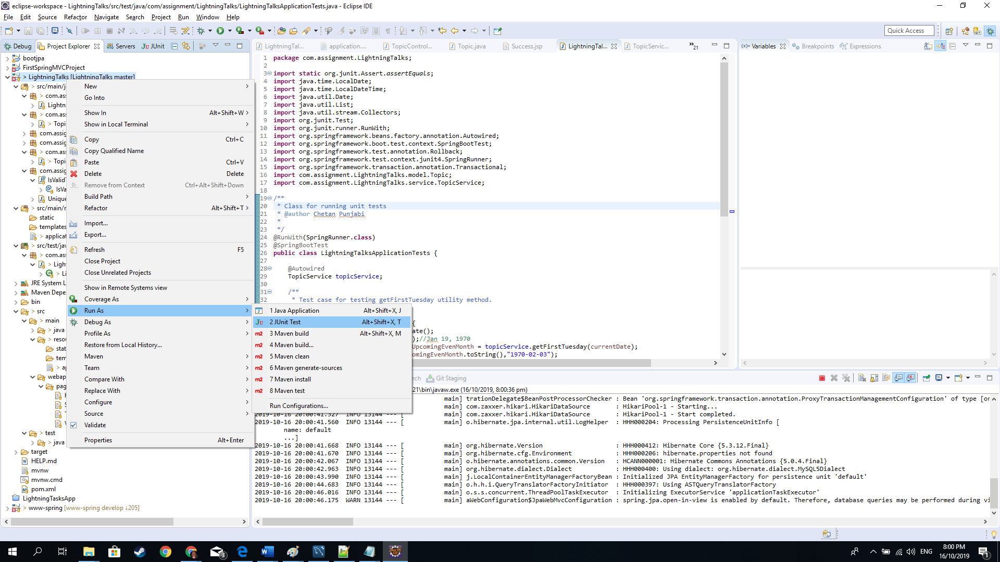 eclipse-workspace - LightningTalks/src/test/java/com/assignment/LightningTalks/LightningTalksApplicationTests.java - Eclipse IDE
File Edit Source Refactor Navigate Search Project Run Window Help
Quick Access
Debug Project Explorer Servers JUnit
bootjpa
FirstSpringMVCProject
> LightningTalks [LightningTalks master]
> src/main/j
> com.as
Lightn
> com.as
> Topi
com.assig
com.assig
> com.as
> Topi
com.assig
IsValid
IsVa
Unique
> src/main/r
static
templates
> applicat
> src/test/jav
> com.as
> Ligh
> Li
JRE System L
Maven Depe
> bin
> src
> main
> java
> resou
> stat
> tem
> a
> webap
> pag
> test
> java
target
HELP.md
mvnw
mvnw.cmd
pom.xml
LightningTasksApp
> www-spring [www-spring develop ↓205]
New
Go Into
Show In Alt+Shift+W >
Show in Local Terminal
Copy Ctrl+C
Copy Qualified Name
Paste Ctrl+V
Delete Delete
Remove from Context Ctrl+Alt+Shift+Down
Build Path
Refactor Alt+Shift+T >
Import...
Export...
Refresh F5
Close Project
Close Unrelated Projects
Show in Remote Systems view
Coverage As
Run As
Debug As
Profile As
Restore from Local History...
Maven
Team
Compare With
Replace With
Configure
Source
Validate
Properties Alt+Enter
1 Java Application Alt+Shift+X, J
2 JUnit Test Alt+Shift+X, T
3 Maven build Alt+Shift+X, M
4 Maven build...
5 Maven clean
6 Maven generate-sources
7 Maven install
8 Maven test
Run Configurations...
LightningTal... application.... TopicControl... Topic.java Success.jsp LightningTal... TopicServic... »21
1 package com.assignment.LightningTalks;
2
3 import static org.junit.Assert.assertEquals;
4 import java.time.LocalDate;
5 import java.time.LocalDateTime;
6 import java.util.Date;
7 import java.util.List;
8 import java.util.stream.Collectors;
9 import org.junit.Test;
10 import org.junit.runner.RunWith;
11 import org.springframework.beans.factory.annotation.Autowired;
12 import org.springframework.boot.test.context.SpringBootTest;
13 import org.springframework.test.annotation.Rollback;
14 import org.springframework.test.context.junit4.SpringRunner;
15 import org.springframework.transaction.annotation.Transactional;
16 import com.assignment.LightningTalks.model.Topic;
17 import com.assignment.LightningTalks.service.TopicService;
18
19 /**
20 * Class for running unit tests
21 * @author Chetan Punjabi
22 *
23 */
24 @RunWith(SpringRunner.class)
25 @SpringBootTest
26 public class LightningTalksApplicationTests {
27
28 @Autowired
29 TopicService topicService;
30
31 /**
32 * Test case for testing getFirstTuesday utility method.
{
ate();
);//Jan 19, 1970
UpcomingEvenMonth = topicService.getFirstTuesday(currentDate);
omingEvenMonth.toString(),"1970-02-03");
(x)= Variables Breakpoints Expressions
rch Git Staging
21\bin\javaw.exe (16/10/2019, 8:00:36 pm)
main] trationDelegate$BeanPostProcessorChecker : Bean 'org.springframework.transaction.annotation.ProxyTransactionManagementConfiguration' of type [or
main] com.zaxxer.hikari.HikariDataSource : HikariPool-1 - Starting...
2019-10-16 20:00:41.327 INFO 13144 --- [ main] com.zaxxer.hikari.HikariDataSource : HikariPool-1 - Start completed.
2019-10-16 20:00:41.560 INFO 13144 --- [ main] o.hibernate.jpa.internal.util.LogHelper : HHH000204: Processing PersistenceUnitInfo [
name: default
...]
2019-10-16 20:00:41.668 INFO 13144 --- [ main] org.hibernate.Version : HHH000412: Hibernate Core {5.3.12.Final}
2019-10-16 20:00:41.670 INFO 13144 --- [ main] org.hibernate.cfg.Environment : HHH000206: hibernate.properties not found
2019-10-16 20:00:42.067 INFO 13144 --- [ main] o.hibernate.annotations.common.Version : HCANN000001: Hibernate Commons Annotations {5.0.4.Final}
2019-10-16 20:00:42.963 INFO 13144 --- [ main] org.hibernate.dialect.Dialect : HHH000400: Using dialect: org.hibernate.dialect.MySQL5Dialect
2019-10-16 20:00:43.990 INFO 13144 --- [ main] j.LocalContainerEntityManagerFactoryBean : Initialized JPA EntityManagerFactory for persistence unit 'default'
2019-10-16 20:00:44.683 INFO 13144 --- [ main] o.h.h.i.QueryTranslatorFactoryInitiator : HHH000397: Using ASTQueryTranslatorFactory
2019-10-16 20:00:46.016 INFO 13144 --- [ main] o.s.s.concurrent.ThreadPoolTaskExecutor : Initializing ExecutorService 'applicationTaskExecutor'
2019-10-16 20:00:46.175 WARN 13144 --- [ main] aWebConfiguration$JpaWebMvcConfiguration : spring.jpa.open-in-view is enabled by default. Therefore, database queries may be performed during vi
ENG
8:00 PM
16/10/2019